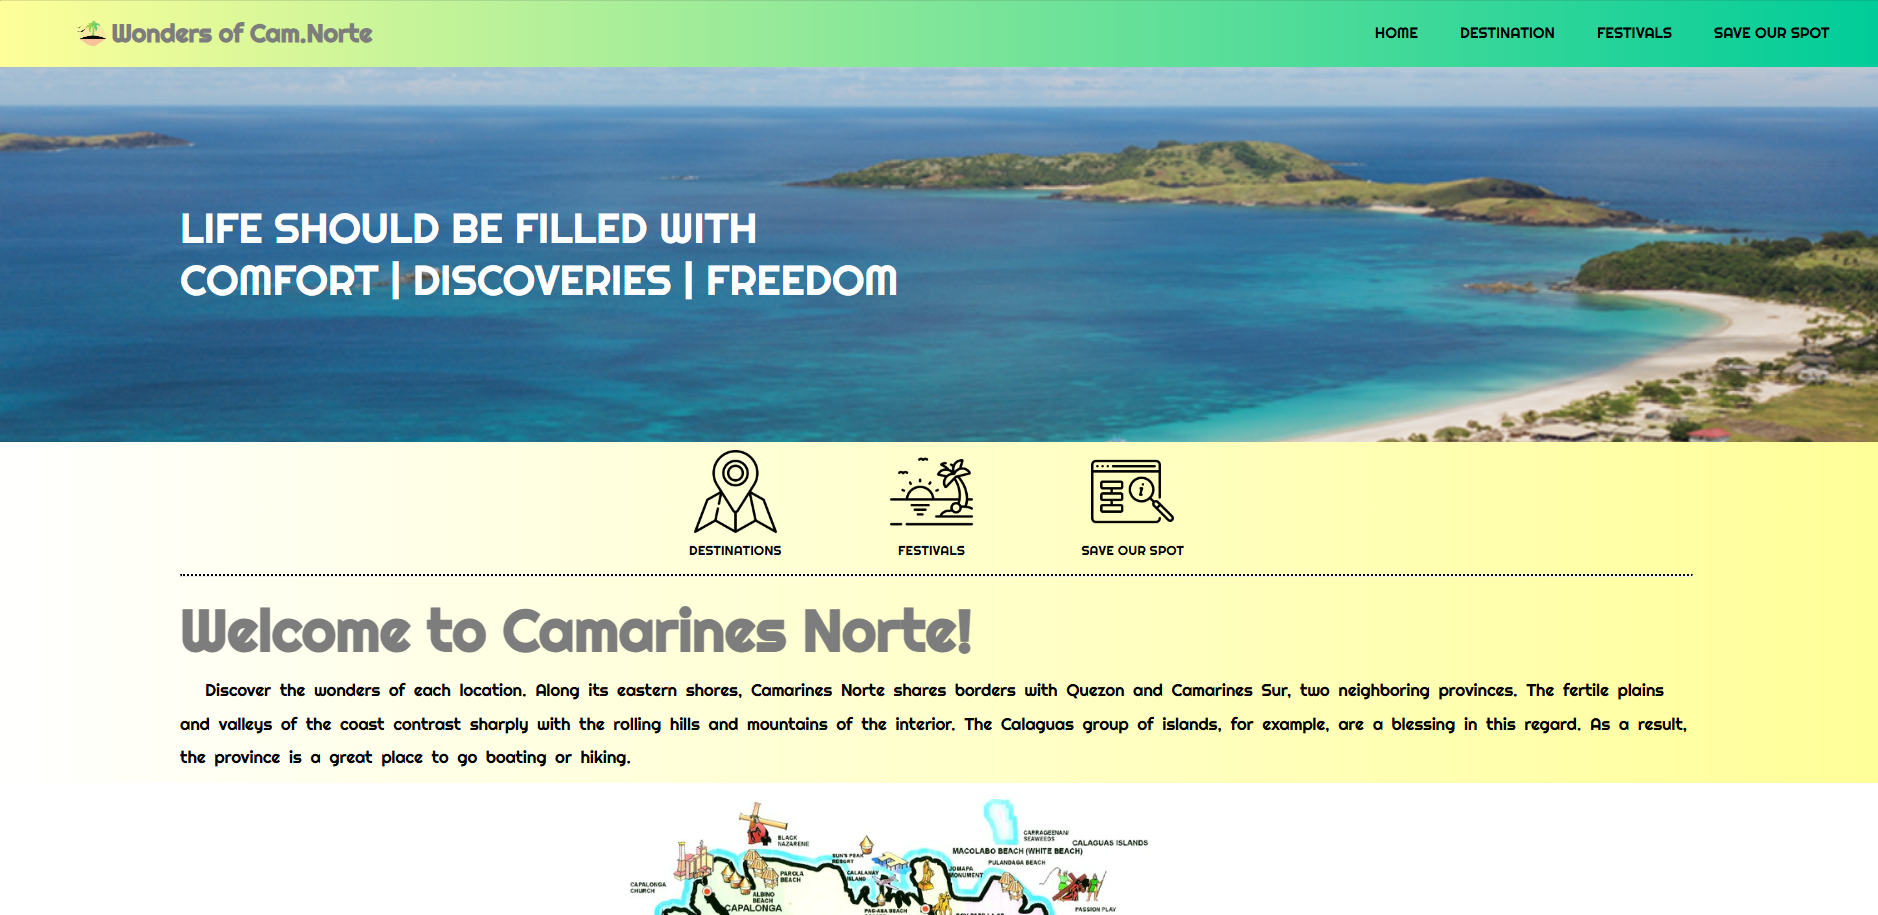 Wonders of Cam.Norte
HOME DESTINATION FESTIVALS SAVE OUR SPOT
LIFE SHOULD BE FILLED WITH
COMFORT | DISCOVERIES | FREEDOM
DESTINATIONS FESTIVALS SAVE OUR SPOT
Welcome to Camarines Norte!
Discover the wonders of each location. Along its eastern shores, Camarines Norte shares borders with Quezon and Camarines Sur, two neighboring provinces. The fertile plains
and valleys of the coast contrast sharply with the rolling hills and mountains of the interior. The Calaguas group of islands, for example, are a blessing in this regard. As a result,
the province is a great place to go boating or hiking.
BLACK
NAZARENE
CARRAGEENAN/
SEAWEEDS
CALAGUAS ISLANDS
MACOLABO BEACH (WHITE BEACH)
SUN'S PEAK
RESORT
PULANDAGA BEACH
JOMAPA
MONUMENT
PAROLA
BEACH
CALALANAY
ISLAND
CAPALONGA
CHURCH
ALBINO
BEACH
CAPALONGA
PAG-ASA BEACH
PASSION PLAY